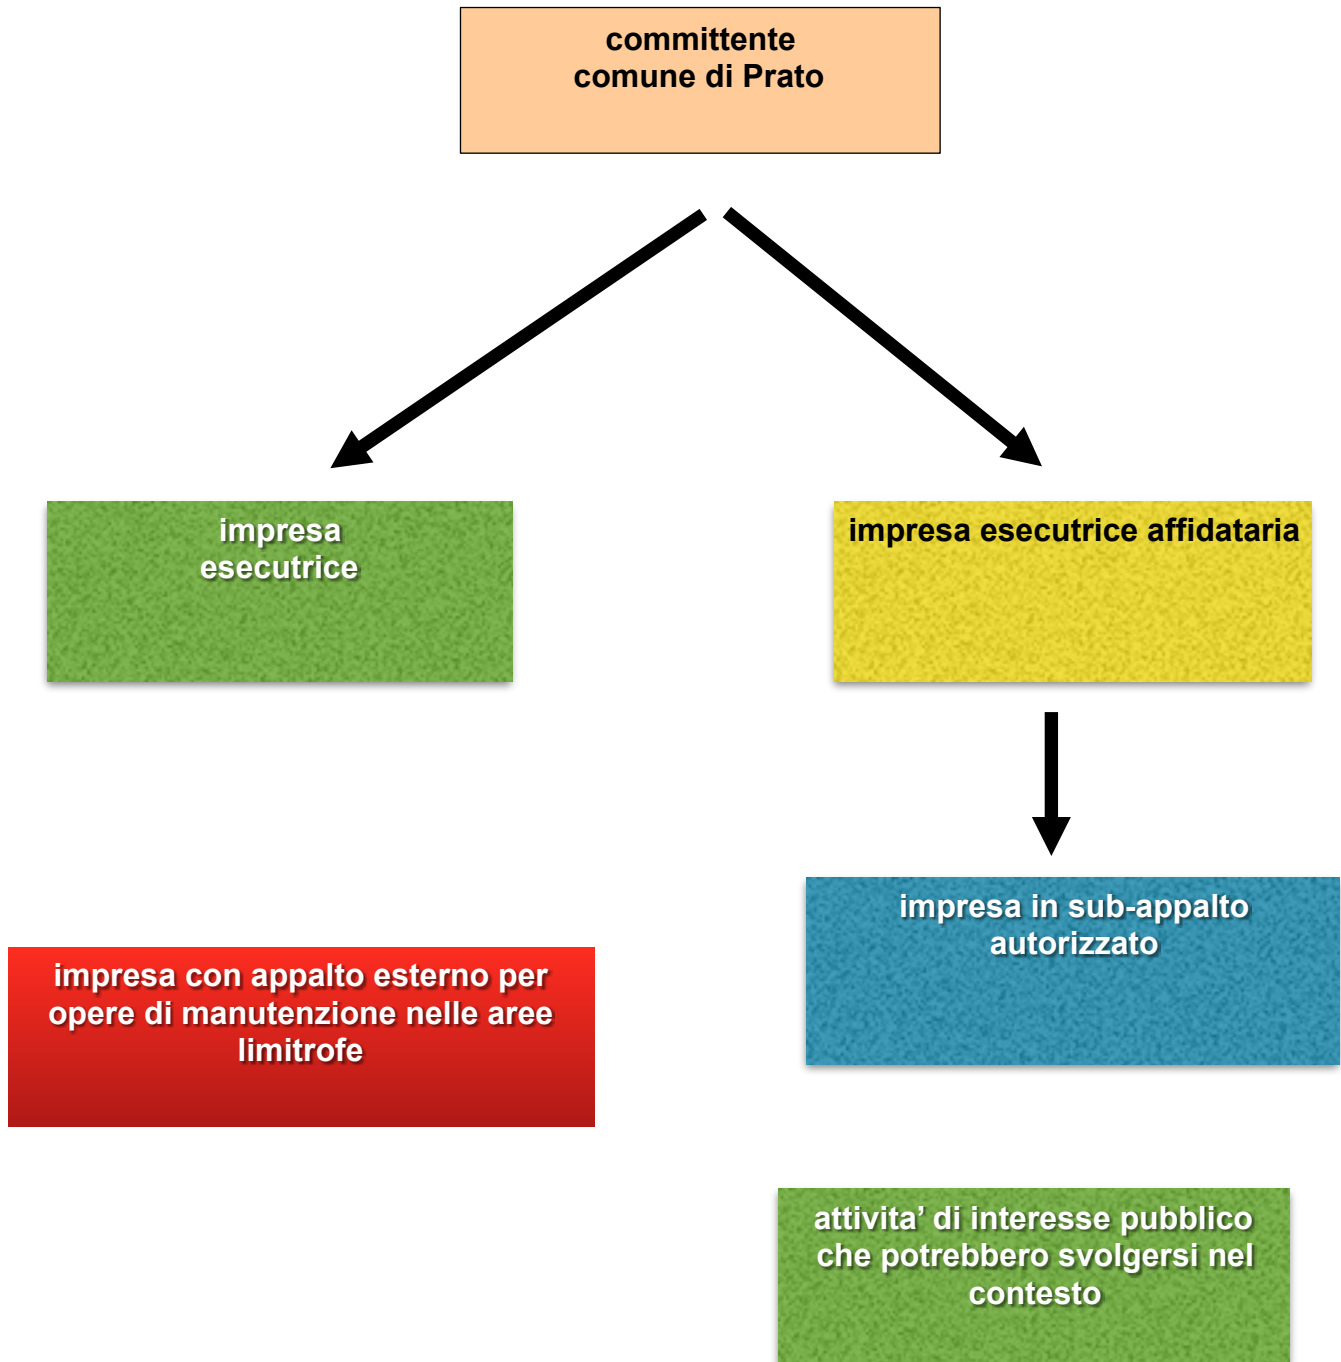 committente
comune di Prato
impresa
esecutrice
impresa esecutrice affidataria
impresa in sub-appalto
autorizzato
impresa con appalto esterno per
opere di manutenzione nelle aree
limitrofe
attivita’ di interesse pubblico
che potrebbero svolgersi nel
contesto